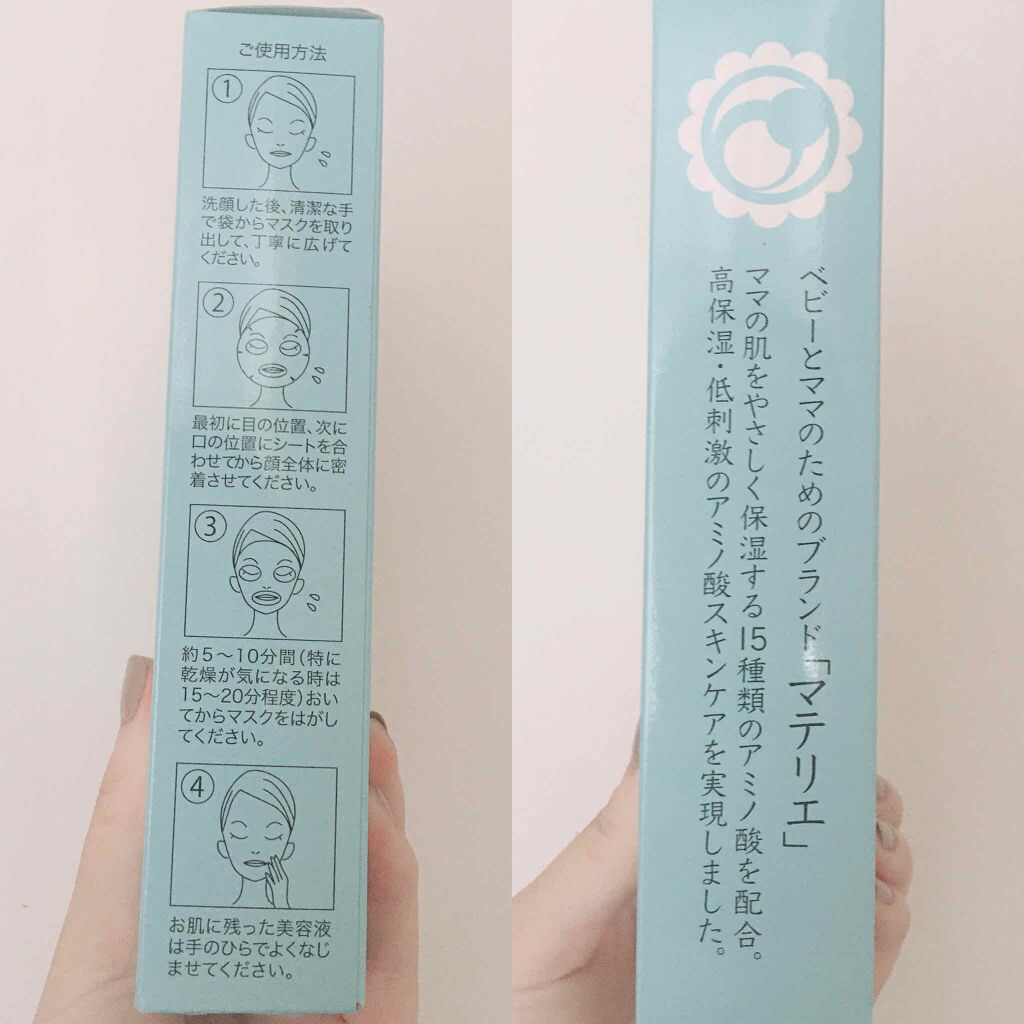 ご使用方法
1
洗顔した後、清潔な手
で袋からマスクを取り
出して、丁寧に広げて
ください。
2
最初に目の位置、次に
口の位置にシートを合
わせてから顔全体に密
着させてください。
3
約5〜10分間(特に
乾燥が気になる時は
15〜20分程度)おい
てからマスクをはがし
てください。
4
お肌に残った美容液
は手のひらでよくなじ
ませてください。
ベビーとママのためのブランド「マテリエ」
ママの肌をやさしく保湿する15種類のアミノ酸を配合。
高保湿・低刺激のアミノ酸スキンケアを実現しました。